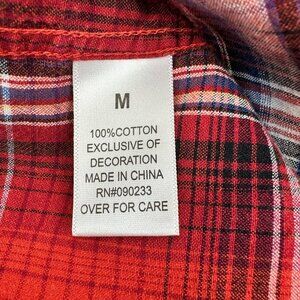 M
100%COTTON
EXCLUSIVE OF
DECORATION
MADE IN CHINA
RN#090233
OVER FOR CARE